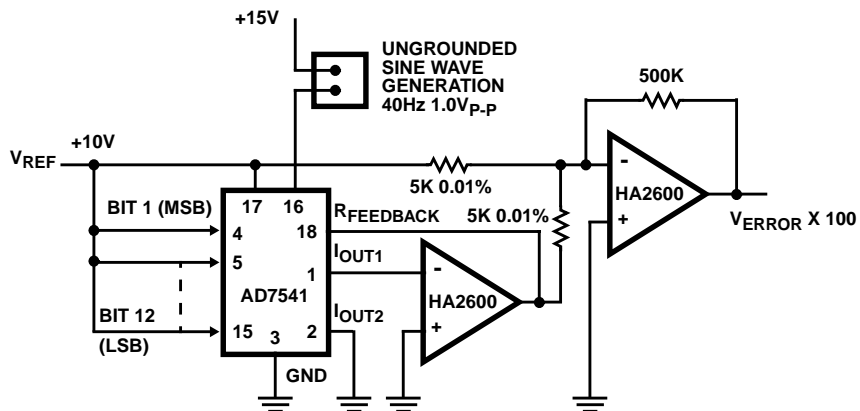 +15V
UNGROUNDED
SINE WAVE
GENERATION
40Hz 1.0VP-P
500K
VREF
+10V
5K 0.01%
BIT 1 (MSB)
17
16
RFEEDBACK
5K 0.01%
-
+
HA2600
VERROR X 100
4
18
5
IOUT1
1
AD7541
-
+
HA2600
BIT 12
(LSB)
IOUT2
15
3
2
GND